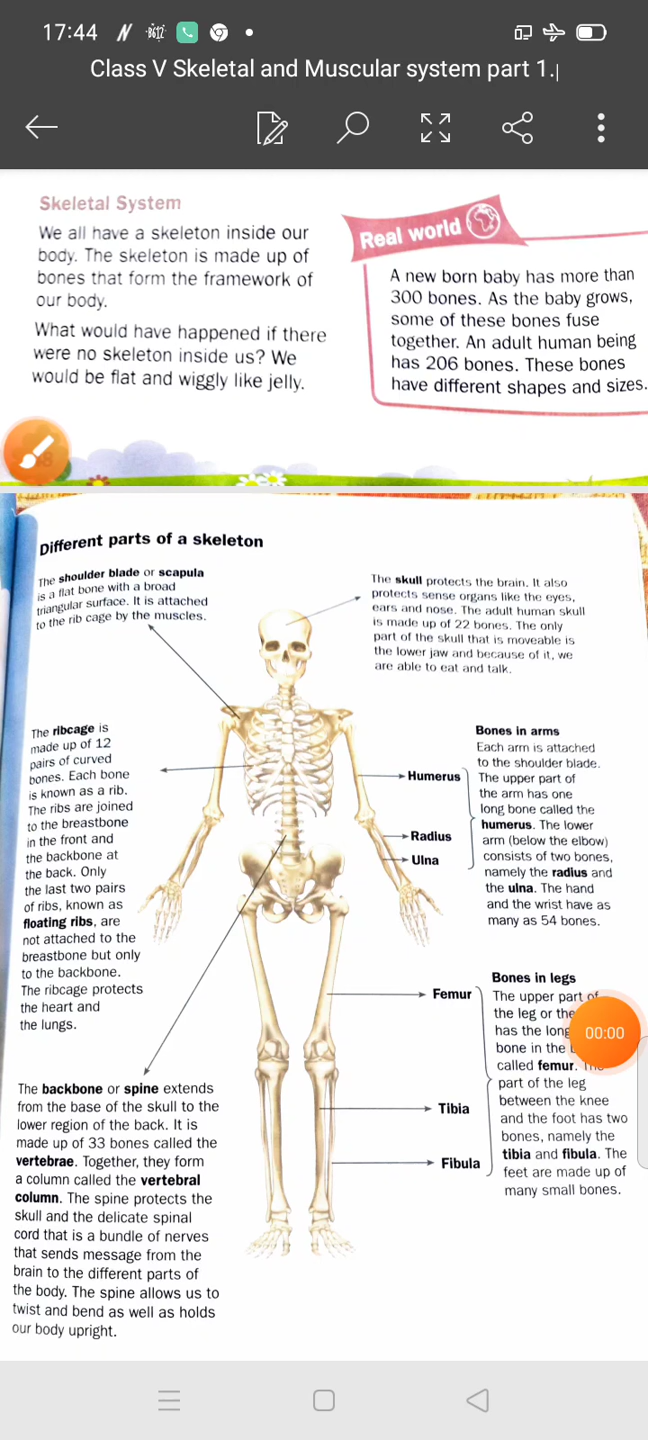 17:44
Class V Skeletal and Muscular system part 1.
Skeletal System
We all have a skeleton inside our
body. The skeleton is made up of
bones that form the framework of
our body.
What would have happened if there
were no skeleton inside us? We
would be flat and wiggly like jelly.
Real world
A new born baby has more than
300 bones. As the baby grows,
some of these bones fuse
together. An adult human being
has 206 bones. These bones
have different shapes and sizes.
Different parts of a skeleton
The shoulder blade or scapula
is a flat bone with a broad
triangular surface. It is attached
to the rib cage by the muscles.
The skull protects the brain. It also
protects sense organs like the eyes,
ears and nose. The adult human skull
is made up of 22 bones. The only
part of the skull that is moveable is
the lower jaw and because of it, we
are able to eat and talk.
The ribcage is
made up of 12
pairs of curved
bones. Each bone
is known as a rib.
The ribs are joined
to the breastbone
in the front and
the backbone at
the back. Only
the last two pairs
of ribs, known as
floating ribs, are
not attached to the
breastbone but only
to the backbone.
The ribcage protects
the heart and
the lungs.
Humerus
Radius
Ulna
Bones in arms
Each arm is attached
to the shoulder blade.
The upper part of
the arm has one
long bone called the
humerus. The lower
arm (below the elbow)
consists of two bones,
namely the radius and
the ulna. The hand
and the wrist have as
many as 54 bones.
Femur
Tibia
Fibula
Bones in legs
The upper part of
the leg or the
has the long
bone in the
called femur.
part of the leg
between the knee
and the foot has two
bones, namely the
tibia and fibula. The
feet are made up of
many small bones.
00:00
The backbone or spine extends
from the base of the skull to the
lower region of the back. It is
made up of 33 bones called the
vertebrae. Together, they form
a column called the vertebral
column. The spine protects the
skull and the delicate spinal
cord that is a bundle of nerves
that sends message from the
brain to the different parts of
the body. The spine allows us to
twist and bend as well as holds
our body upright.